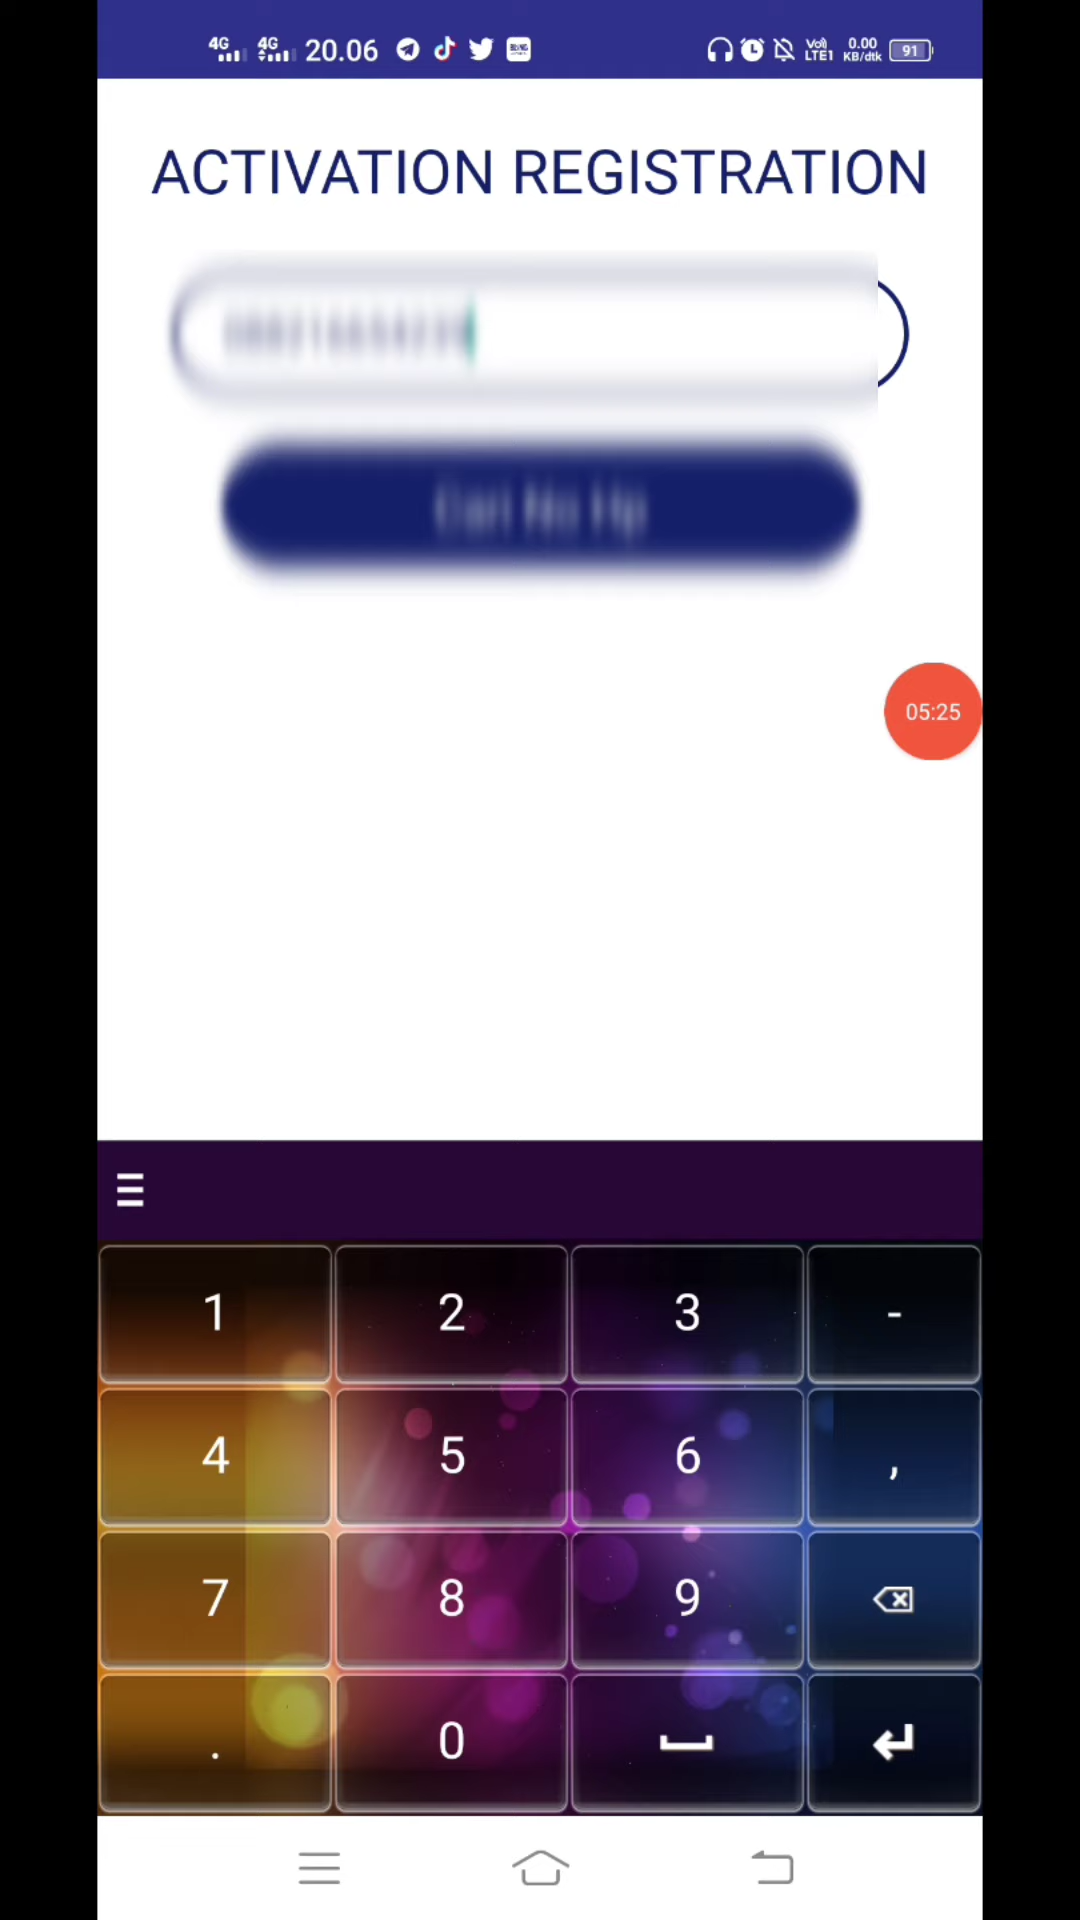 4G 4G 20.06 VoI) LTE1 0.00 KB/dtk 91
ACTIVATION REGISTRATION
05:25
1 2 3 -
4 5 6 ,
7 8 9
. 0